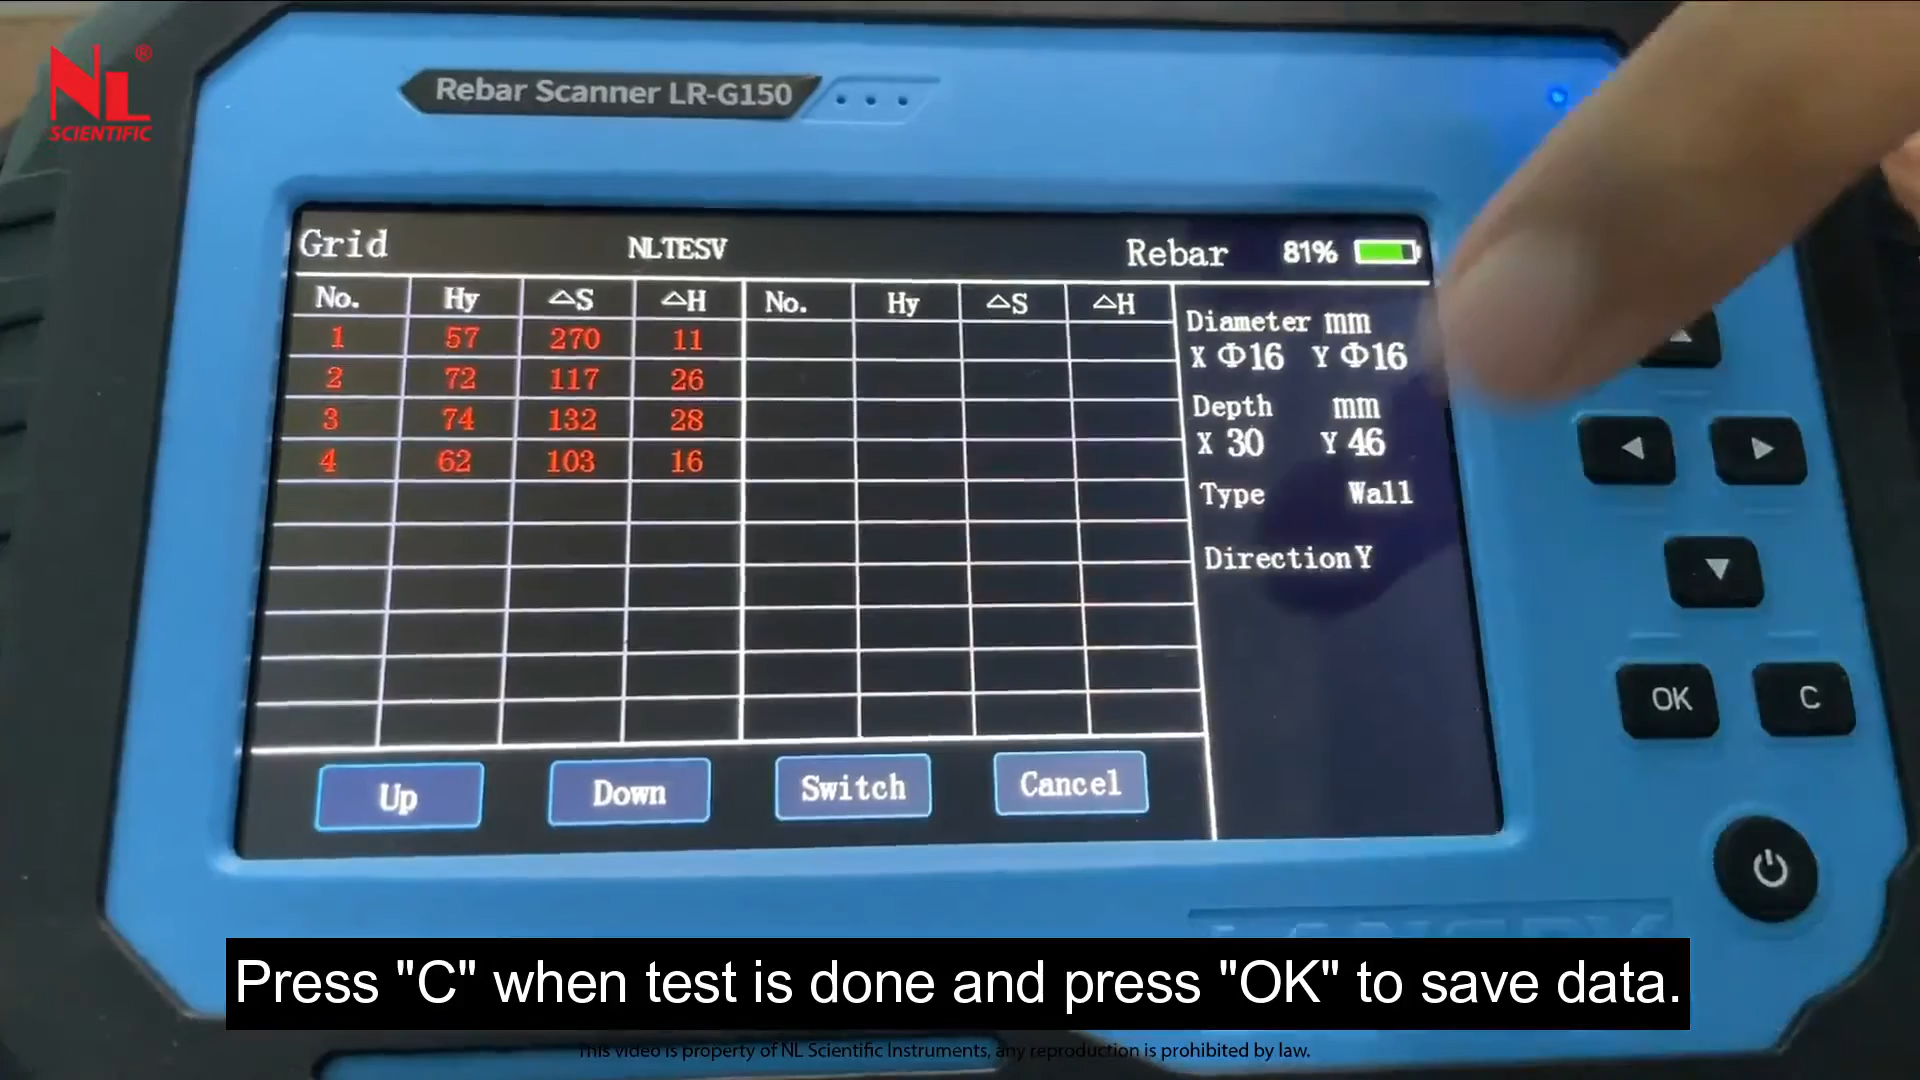 NL®
SCIENTIFIC
Rebar Scanner LR-G150
Grid NLTESV Rebar 81%
No. Hy △S △H No. Hy △S △H
1 57 270 11
2 72 117 26
3 74 132 28
4 62 103 16
Diameter mm
X Φ16 Y Φ16
Depth mm
X 30 Y 46
Type Wall
Direction Y
Up Down Switch Cancel
OK C
Press "C" when test is done and press "OK" to save data.
This video is property of NL Scientific Instruments, any reproduction is prohibited by law.